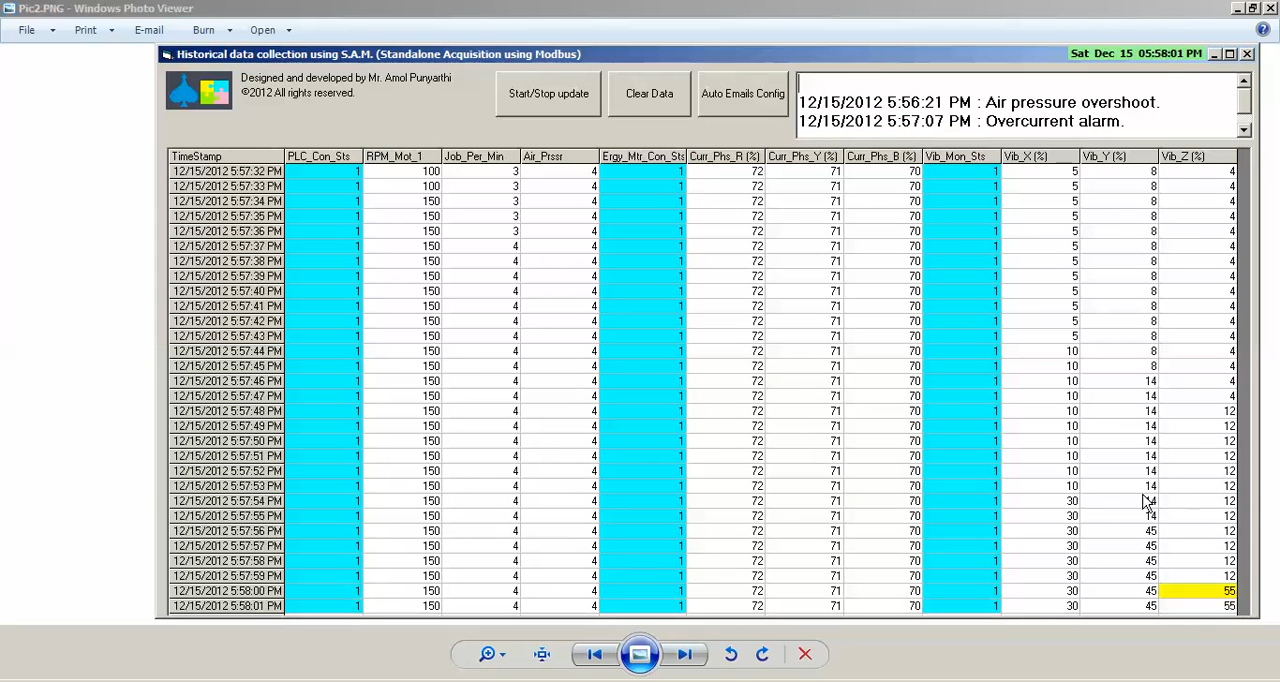 Pic2.PNG - Windows Photo Viewer
File Print E-mail Burn Open
Historical data collection using S.A.M. (Standalone Acquisition using Modbus) Sat Dec 15 05:58:01 PM
Designed and developed by Mr. Amol Punyarthi
©2012 All rights reserved.
Start/Stop update Clear Data Auto Emails Config
12/15/2012 5:56:21 PM : Air pressure overshoot.
12/15/2012 5:57:07 PM : Overcurrent alarm.
TimeStamp PLC_Con_Sts RPM_Mot_1 Job_Per_Min Air_Prssr Ergy_Mtr_Con_Sts Curr_Phs_R (%) Curr_Phs_Y (%) Curr_Phs_B (%) Vib_Mon_Sts Vib_X (%) Vib_Y (%) Vib_Z (%)
12/15/2012 5:57:32 PM 1 100 3 4 1 72 71 70 1 5 8 4
12/15/2012 5:57:33 PM 1 100 3 4 1 72 71 70 1 5 8 4
12/15/2012 5:57:34 PM 1 150 3 4 1 72 71 70 1 5 8 4
12/15/2012 5:57:35 PM 1 150 3 4 1 72 71 70 1 5 8 4
12/15/2012 5:57:36 PM 1 150 3 4 1 72 71 70 1 5 8 4
12/15/2012 5:57:37 PM 1 150 4 4 1 72 71 70 1 5 8 4
12/15/2012 5:57:38 PM 1 150 4 4 1 72 71 70 1 5 8 4
12/15/2012 5:57:39 PM 1 150 4 4 1 72 71 70 1 5 8 4
12/15/2012 5:57:40 PM 1 150 4 4 1 72 71 70 1 5 8 4
12/15/2012 5:57:41 PM 1 150 4 4 1 72 71 70 1 5 8 4
12/15/2012 5:57:42 PM 1 150 4 4 1 72 71 70 1 5 8 4
12/15/2012 5:57:43 PM 1 150 4 4 1 72 71 70 1 5 8 4
12/15/2012 5:57:44 PM 1 150 4 4 1 72 71 70 1 10 8 4
12/15/2012 5:57:45 PM 1 150 4 4 1 72 71 70 1 10 8 4
12/15/2012 5:57:46 PM 1 150 4 4 1 72 71 70 1 10 14 4
12/15/2012 5:57:47 PM 1 150 4 4 1 72 71 70 1 10 14 4
12/15/2012 5:57:48 PM 1 150 4 4 1 72 71 70 1 10 14 12
12/15/2012 5:57:49 PM 1 150 4 4 1 72 71 70 1 10 14 12
12/15/2012 5:57:50 PM 1 150 4 4 1 72 71 70 1 10 14 12
12/15/2012 5:57:51 PM 1 150 4 4 1 72 71 70 1 10 14 12
12/15/2012 5:57:52 PM 1 150 4 4 1 72 71 70 1 10 14 12
12/15/2012 5:57:53 PM 1 150 4 4 1 72 71 70 1 10 14 12
12/15/2012 5:57:54 PM 1 150 4 4 1 72 71 70 1 30 12
12/15/2012 5:57:55 PM 1 150 4 4 1 72 71 70 1 30 14 12
12/15/2012 5:57:56 PM 1 150 4 4 1 72 71 70 1 30 45 12
12/15/2012 5:57:57 PM 1 150 4 4 1 72 71 70 1 30 45 12
12/15/2012 5:57:58 PM 1 150 4 4 1 72 71 70 1 30 45 12
12/15/2012 5:57:59 PM 1 150 4 4 1 72 71 70 1 30 45 12
12/15/2012 5:58:00 PM 1 150 4 4 1 72 71 70 1 30 45 55
12/15/2012 5:58:01 PM 1 150 4 4 1 72 71 70 1 30 45 55